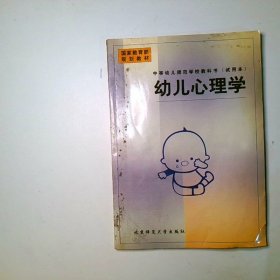 国家教育部
规划教材
中等幼儿师范学校教科书（试用本）
幼儿心理学
北京师范大学出版社